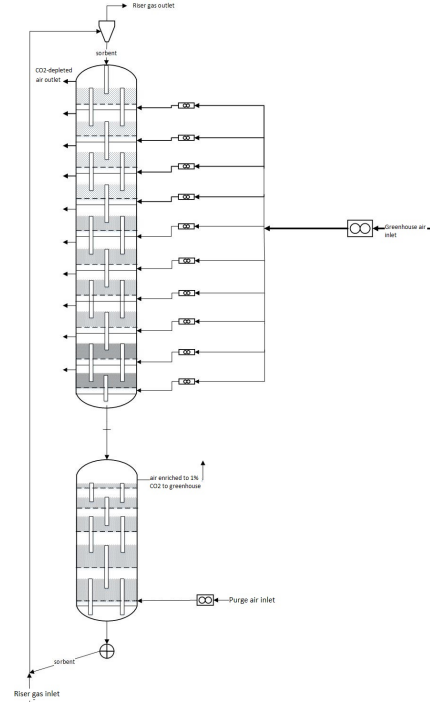 Riser gas outlet
sorbent
CO2-depleted
air outlet
Greenhouse air
inlet
air enriched to 1%
CO2 to greenhouse
Purge air inlet
sorbent
Riser gas inlet